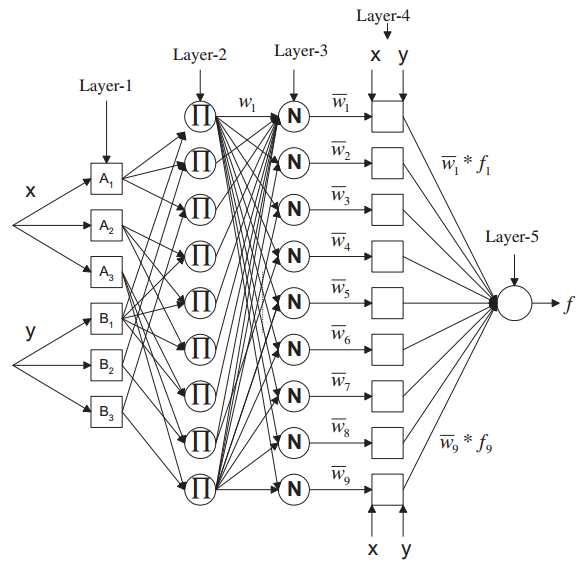 Layer-4
x y
Layer-2
Layer-3
Layer-1
w₁
w̅₁
∏ N
w̅₂
∏ N
w̅₁ * f₁
A₁
x
w̅₃
∏ N
A₂
w̅₄
Layer-5
∏ N
A₃
w̅₅
∏ N
f
B₁
y
w̅₆
∏ N
B₂
w̅₇
∏ N
B₃
w̅₈
w̅₉ * f₉
∏ N
w̅₉
∏ N
x y